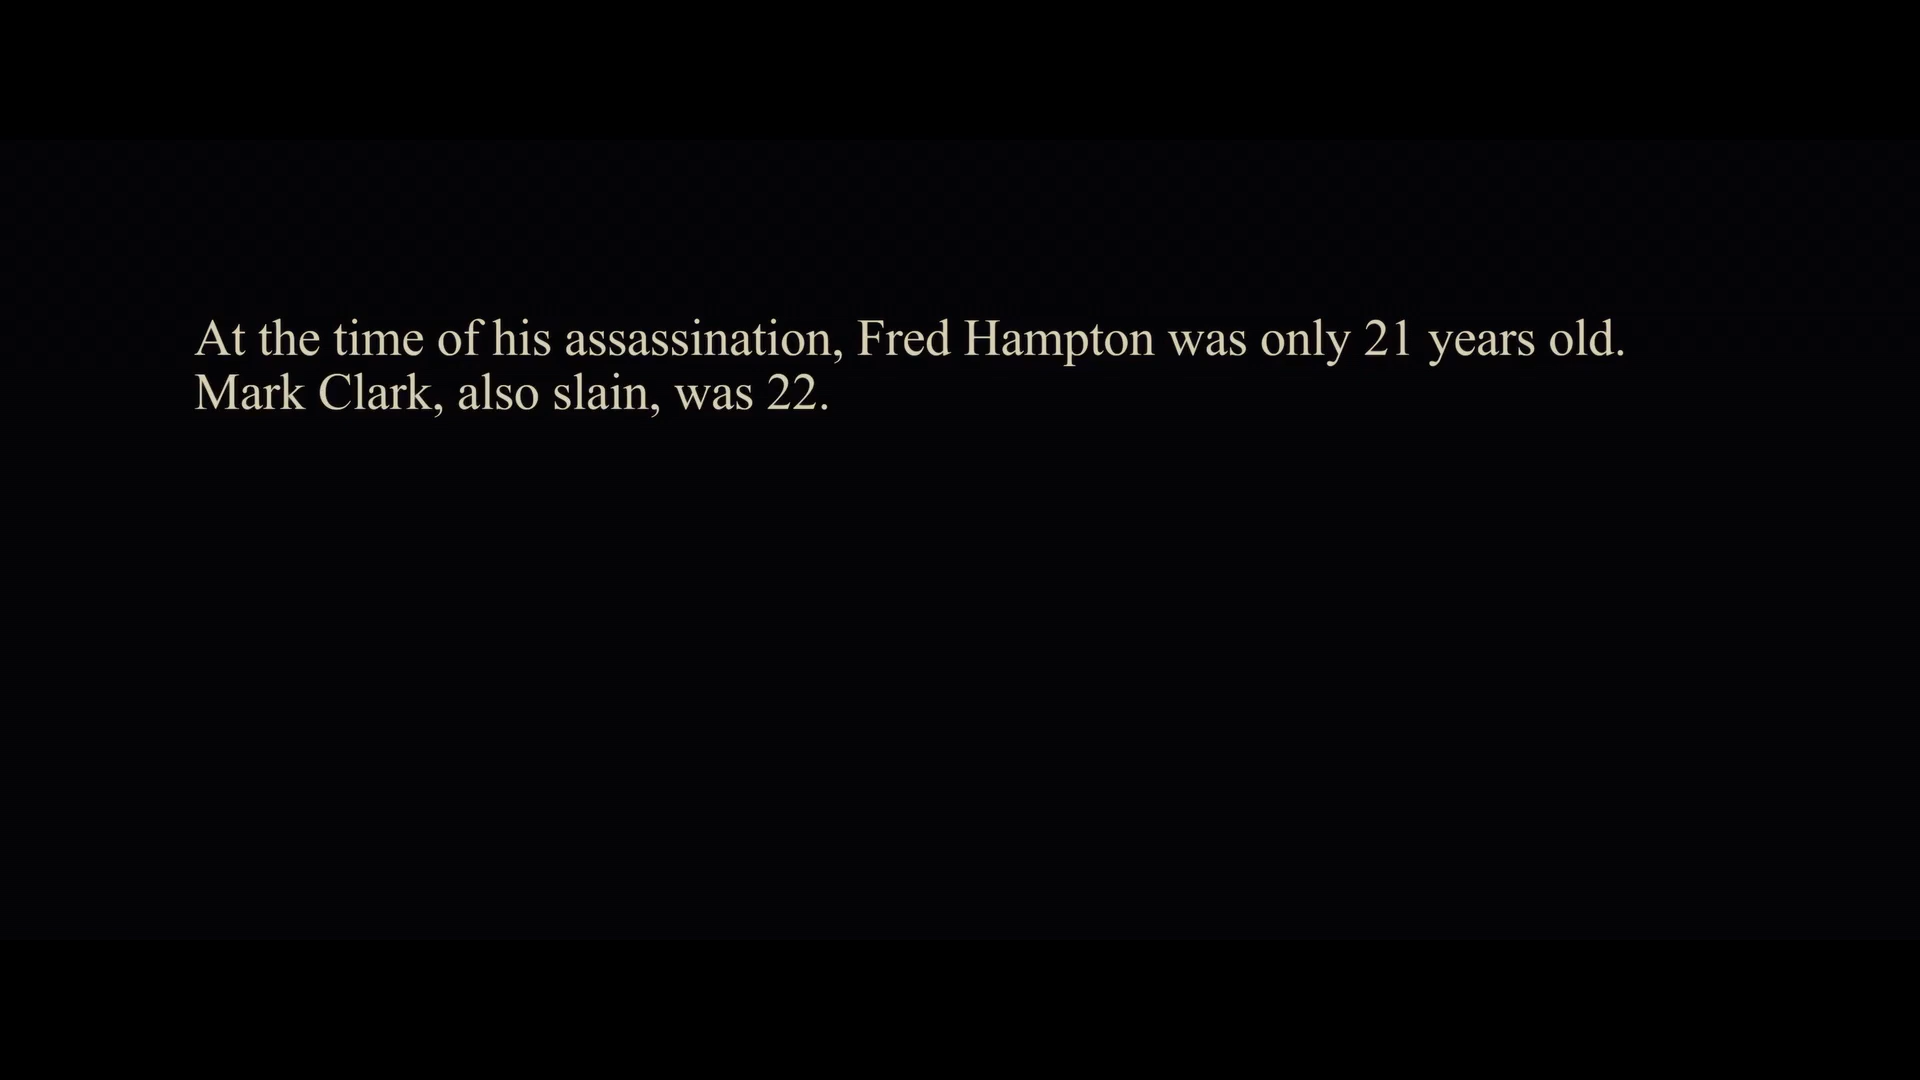 At the time of his assassination, Fred Hampton was only 21 years old.
Mark Clark, also slain, was 22.